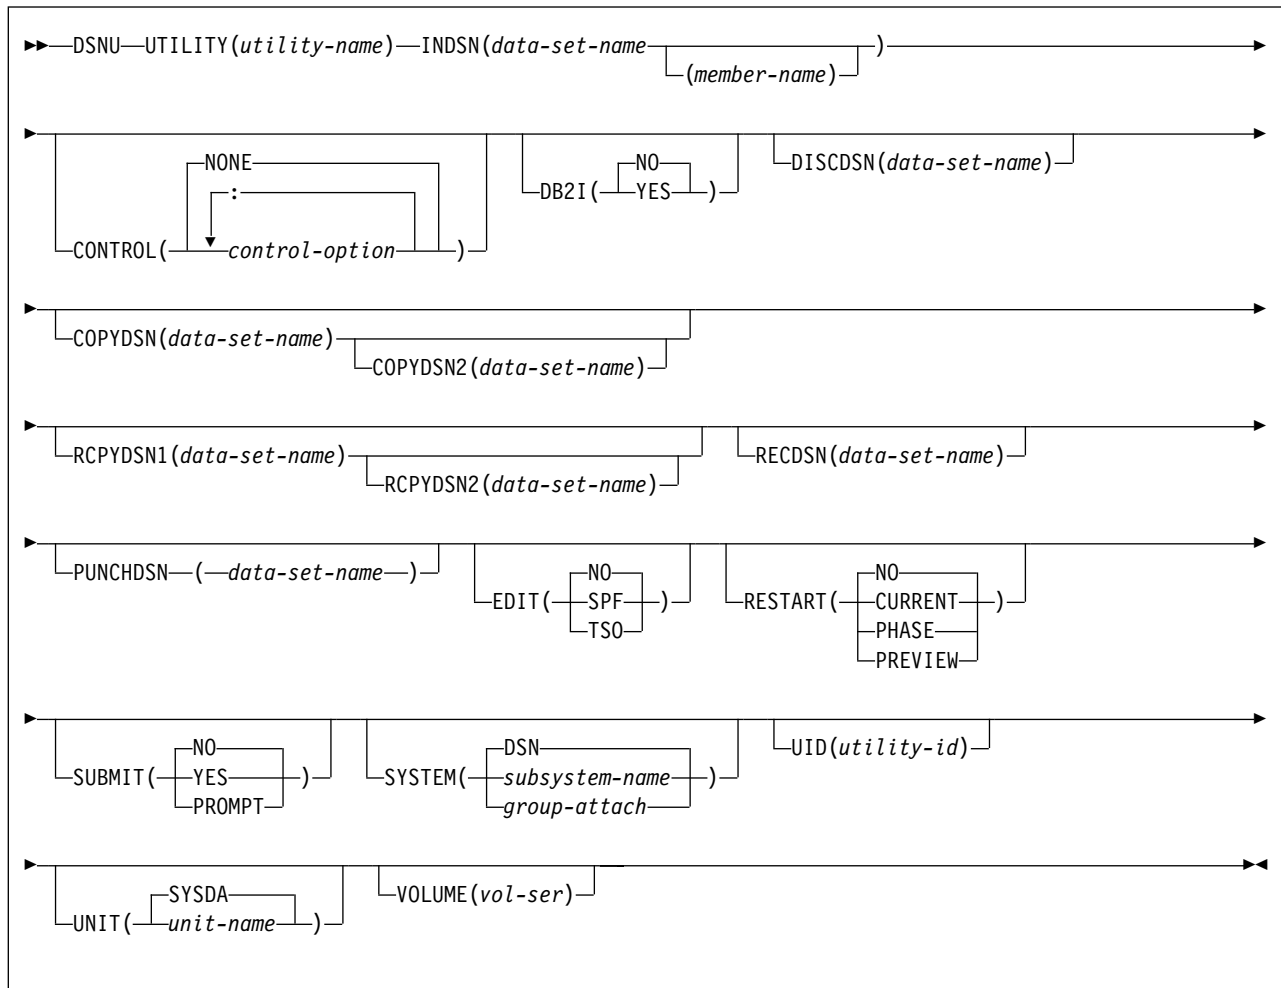 DSNU UTILITY(utility-name) INDSN(data-set-name )
(member-name)
NONE
:
CONTROL( control-option )
NO
DB2I( YES )
DISCDSN(data-set-name)
COPYDSN(data-set-name)
COPYDSN2(data-set-name)
RCPYDSN1(data-set-name)
RCPYDSN2(data-set-name)
RECDSN(data-set-name)
PUNCHDSN ( data-set-name )
NO
EDIT( SPF )
TSO
NO
RESTART( CURRENT )
PHASE
PREVIEW
NO
SUBMIT( YES )
PROMPT
DSN
SYSTEM( subsystem-name )
group-attach
UID(utility-id)
SYSDA
UNIT( unit-name )
VOLUME(vol-ser)